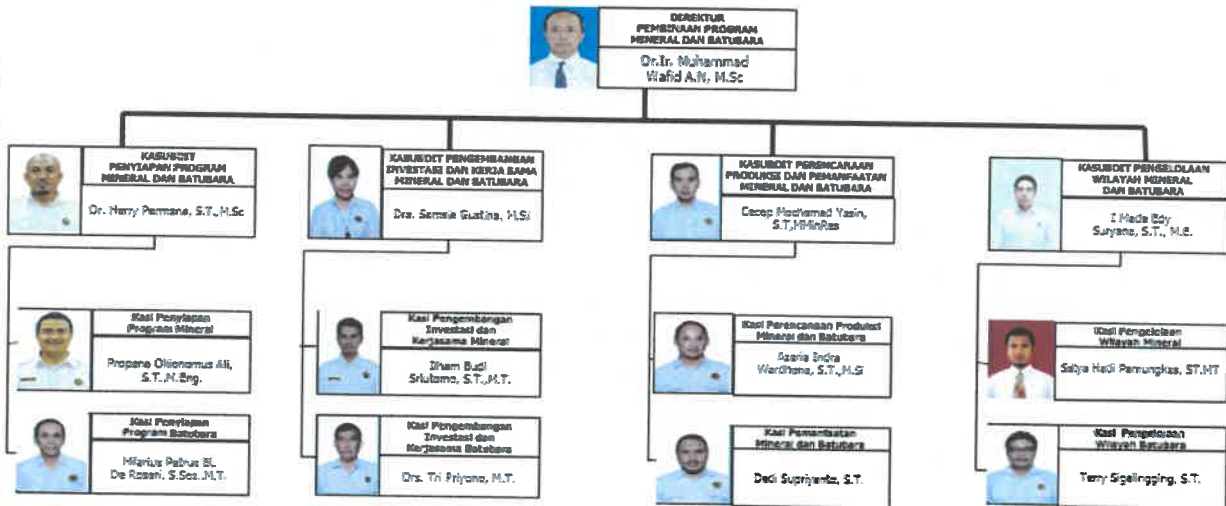 DIREKTUR
PEMBINAAN PROGRAM
MINERAL DAN BATUBARA
Dr.Ir. Muhammad
Wafid A.N, M.Sc
KASUBDIT
PENYIAPAN PROGRAM
MINERAL DAN BATUBARA
Dr. Herry Permana, S.T., M.Sc
KASUBDIT PENGEMBANGAN
INVESTASI DAN KERJA SAMA
MINERAL DAN BATUBARA
Dra. Samsia Gustina, M.Si
KASUBDIT PERENCANAAN
PRODUKSI DAN PEMANFAATAN
MINERAL DAN BATUBARA
Cecep Mochamad Yasin,
S.T,MMinRes
KASUBDIT PENGELOLAAN
WILAYAH MINERAL
DAN BATUBARA
I Made Edy
Suryana, S.T., M.E.
Kasi Penyiapan
Program Mineral
Propana Okionomus Ali,
S.T.,M.Eng.
Kasi Pengembangan
Investasi dan
Kerjasama Mineral
Ilham Budi
Sriutomo, S.T.,M.T.
Kasi Perencanaan Produksi
Mineral dan Batubara
Azaria Indra
Wardhana, S.T.,M.Si
Kasi Pengelolaan
Wilayah Mineral
Satya Hadi Pamungkas, ST.MT
Kasi Penyiapan
Program Batubara
Hilarius Petrus BL
De Rosari, S.Sos.,M.T.
Kasi Pengembangan
Investasi dan
Kerjasama Batubara
Drs. Tri Priyono, M.T.
Kasi Pemanfaatan
Mineral dan Batubara
Dedi Supriyanto, S.T.
Kasi Pengelolaan
Wilayah Batubara
Terry Sigalingging, S.T.